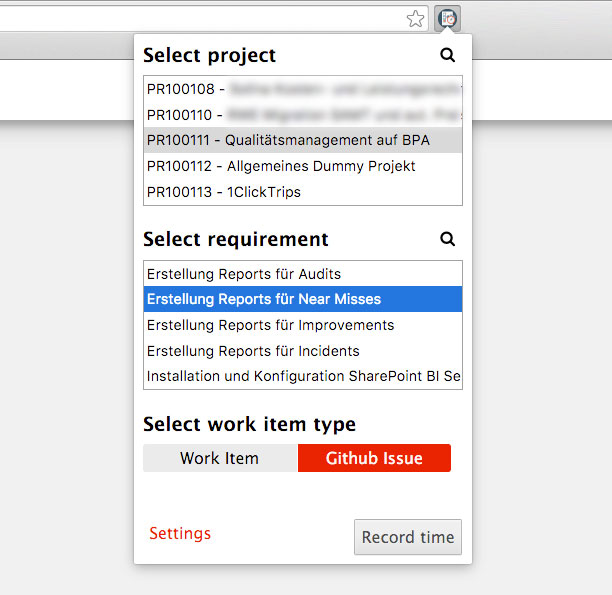 Select project
PR100108 -
PR100110 -
PR100111 - Qualitätsmanagement auf BPA
PR100112 - Allgemeines Dummy Projekt
PR100113 - 1ClickTrips
Select requirement
Erstellung Reports für Audits
Erstellung Reports für Near Misses
Erstellung Reports für Improvements
Erstellung Reports für Incidents
Installation und Konfiguration SharePoint BI Se
Select work item type
Work Item Github Issue
Settings Record time